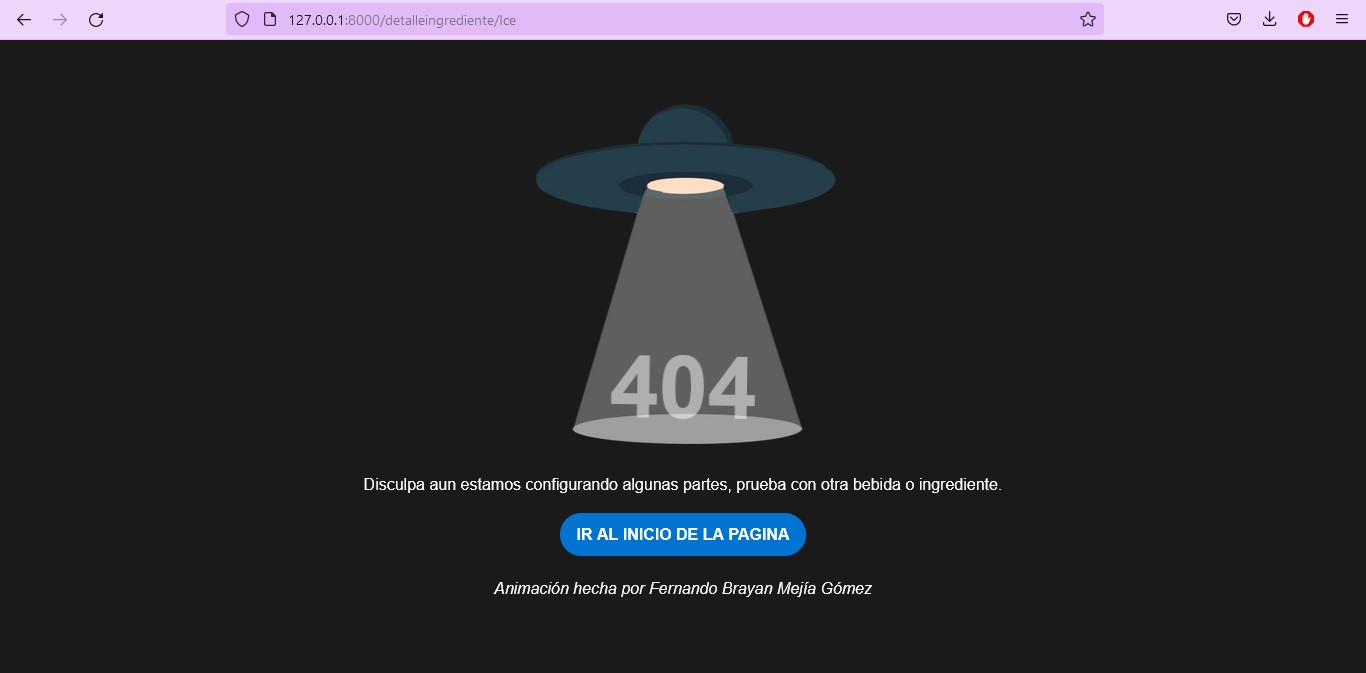 127.0.0.1:8000/detalleingrediente/Ice
404
Disculpa aun estamos configurando algunas partes, prueba con otra bebida o ingrediente.
IR AL INICIO DE LA PAGINA
Animación hecha por Fernando Brayan Mejía Gómez